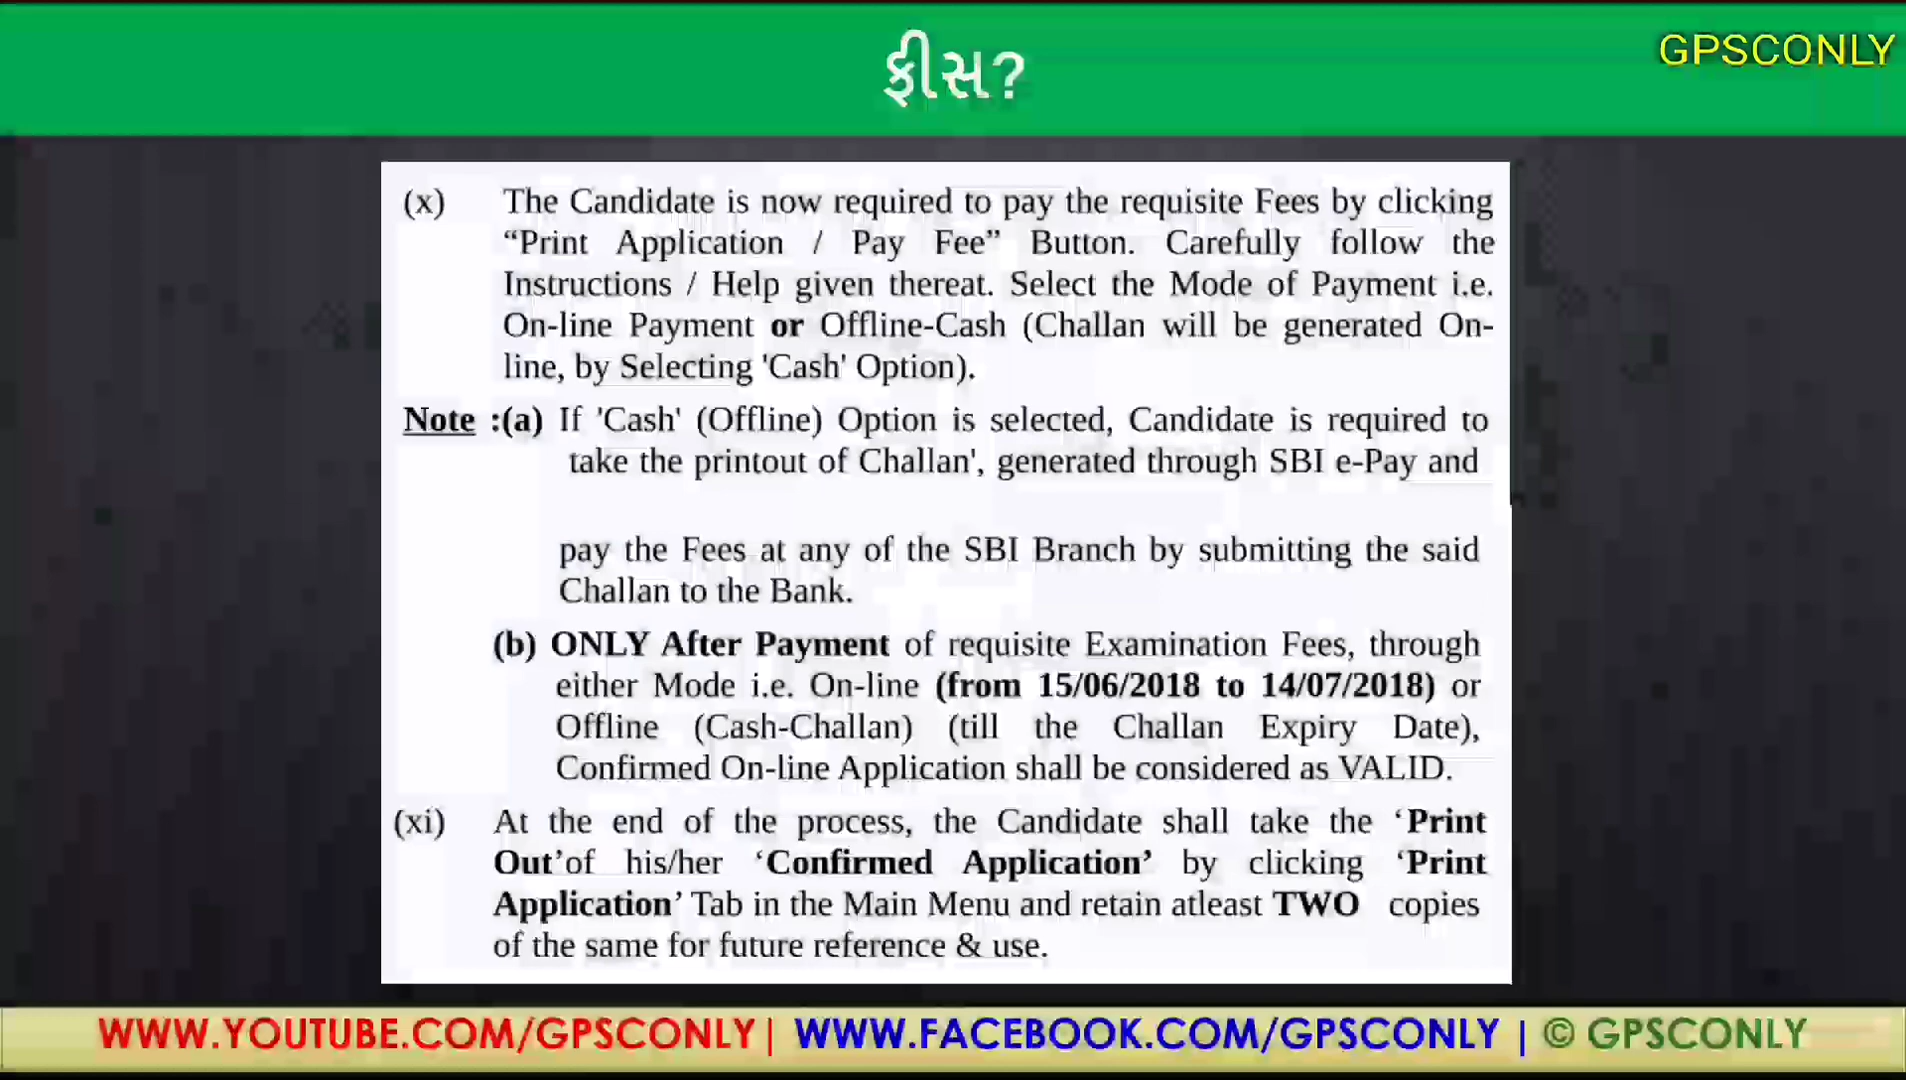 ફીસ?
GPSCONLY
(x) The Candidate is now required to pay the requisite Fees by clicking
“Print Application / Pay Fee” Button. Carefully follow the
Instructions / Help given thereat. Select the Mode of Payment i.e.
On-line Payment or Offline-Cash (Challan will be generated On-
line, by Selecting 'Cash' Option).
Note :(a) If 'Cash' (Offline) Option is selected, Candidate is required to
take the printout of Challan', generated through SBI e-Pay and
pay the Fees at any of the SBI Branch by submitting the said
Challan to the Bank.
(b) ONLY After Payment of requisite Examination Fees, through
either Mode i.e. On-line (from 15/06/2018 to 14/07/2018) or
Offline (Cash-Challan) (till the Challan Expiry Date),
Confirmed On-line Application shall be considered as VALID.
(xi) At the end of the process, the Candidate shall take the ‘Print
Out’of his/her ‘Confirmed Application’ by clicking ‘Print
Application’ Tab in the Main Menu and retain atleast TWO copies
of the same for future reference & use.
WWW.YOUTUBE.COM/GPSCONLY| WWW.FACEBOOK.COM/GPSCONLY | © GPSCONLY